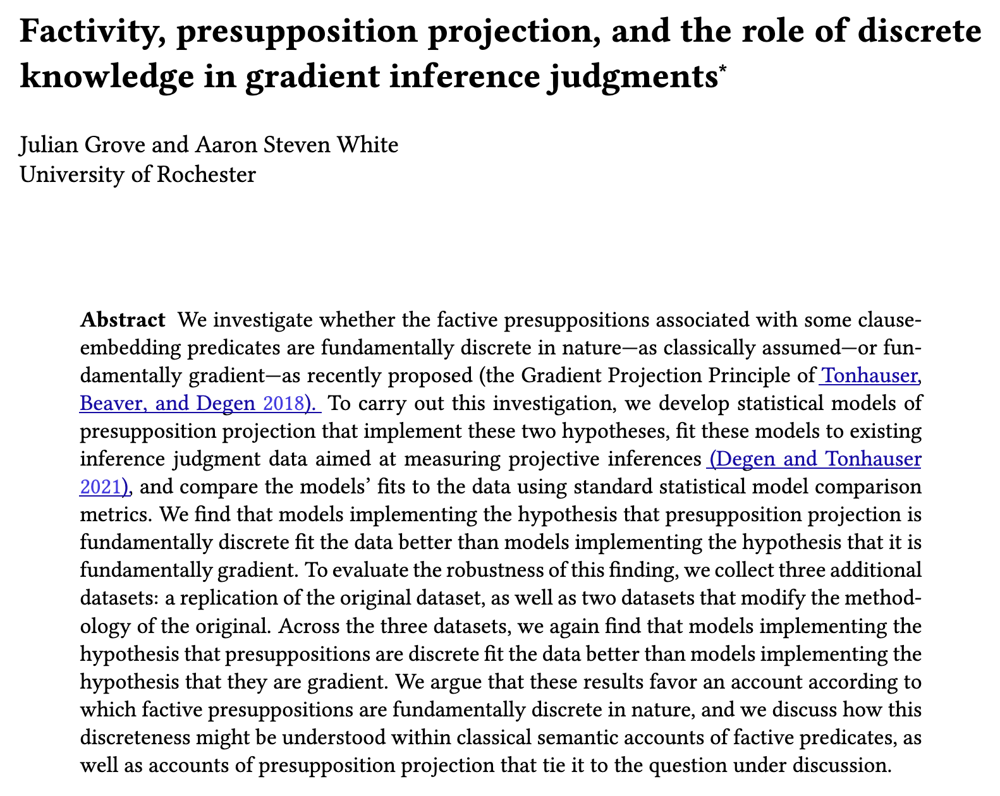 Factivity, presupposition projection, and the role of discrete
knowledge in gradient inference judgments*
Julian Grove and Aaron Steven White
University of Rochester
Abstract We investigate whether the factive presuppositions associated with some clause-
embedding predicates are fundamentally discrete in nature—as classically assumed—or fun-
damentally gradient—as recently proposed (the Gradient Projection Principle of Tonhauser,
Beaver, and Degen 2018). To carry out this investigation, we develop statistical models of
presupposition projection that implement these two hypotheses, fit these models to existing
inference judgment data aimed at measuring projective inferences (Degen and Tonhauser
2021), and compare the models’ fits to the data using standard statistical model comparison
metrics. We find that models implementing the hypothesis that presupposition projection is
fundamentally discrete fit the data better than models implementing the hypothesis that it is
fundamentally gradient. To evaluate the robustness of this finding, we collect three additional
datasets: a replication of the original dataset, as well as two datasets that modify the method-
ology of the original. Across the three datasets, we again find that models implementing the
hypothesis that presuppositions are discrete fit the data better than models implementing the
hypothesis that they are gradient. We argue that these results favor an account according to
which factive presuppositions are fundamentally discrete in nature, and we discuss how this
discreteness might be understood within classical semantic accounts of factive predicates, as
well as accounts of presupposition projection that tie it to the question under discussion.